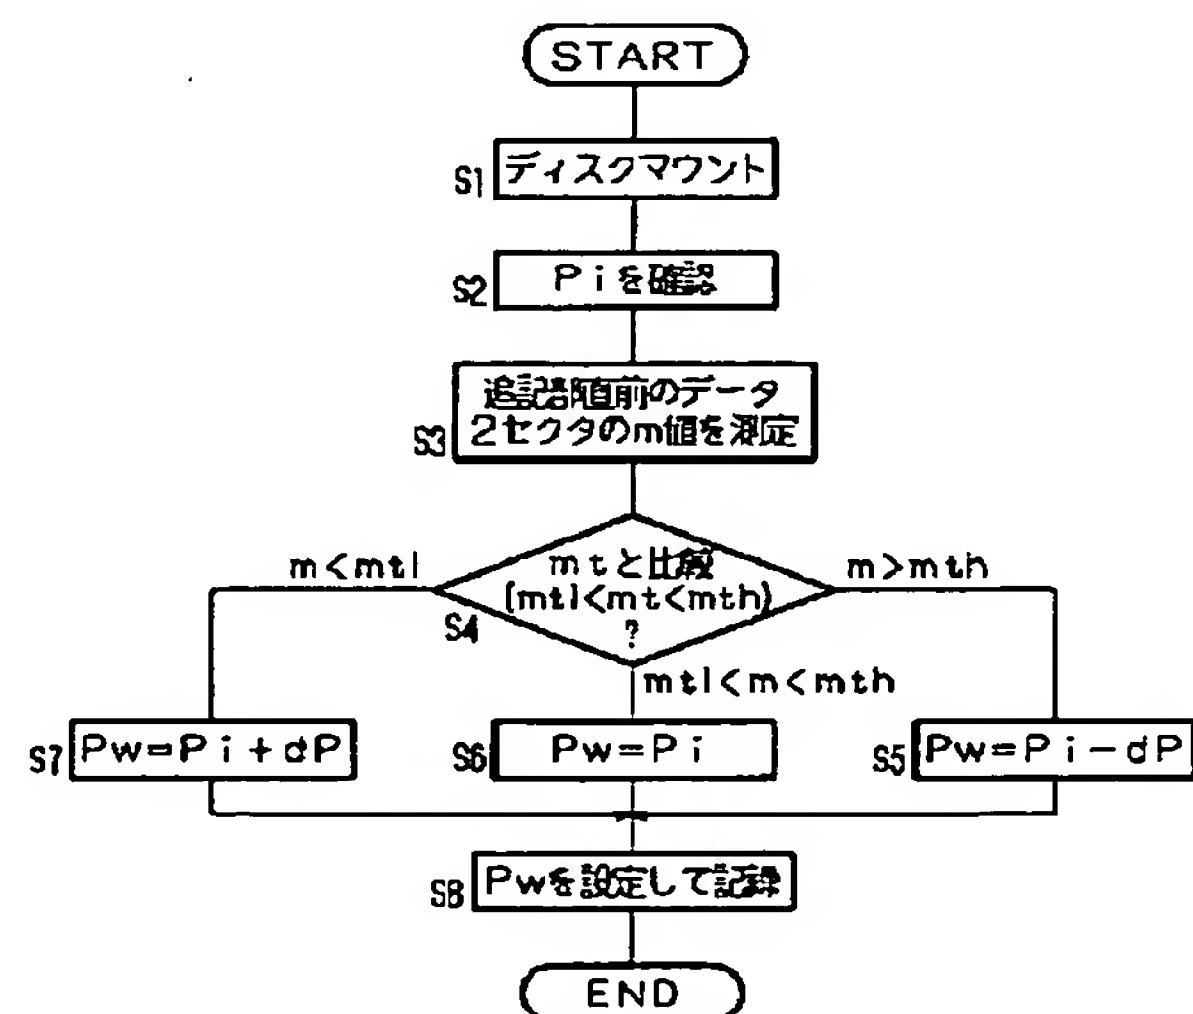 START
S1 ディスクマウント
S2 Piを確認
追記部直前のデータ
S3 2セクタのm値を測定
m<mtl mtと比較 m>mth
(mtl<mt<mth)
S4 ?
mtl<m<mth
S7 Pw=Pi+dP S6 Pw=Pi S5 Pw=Pi-dP
S8 Pwを設定して記録
END